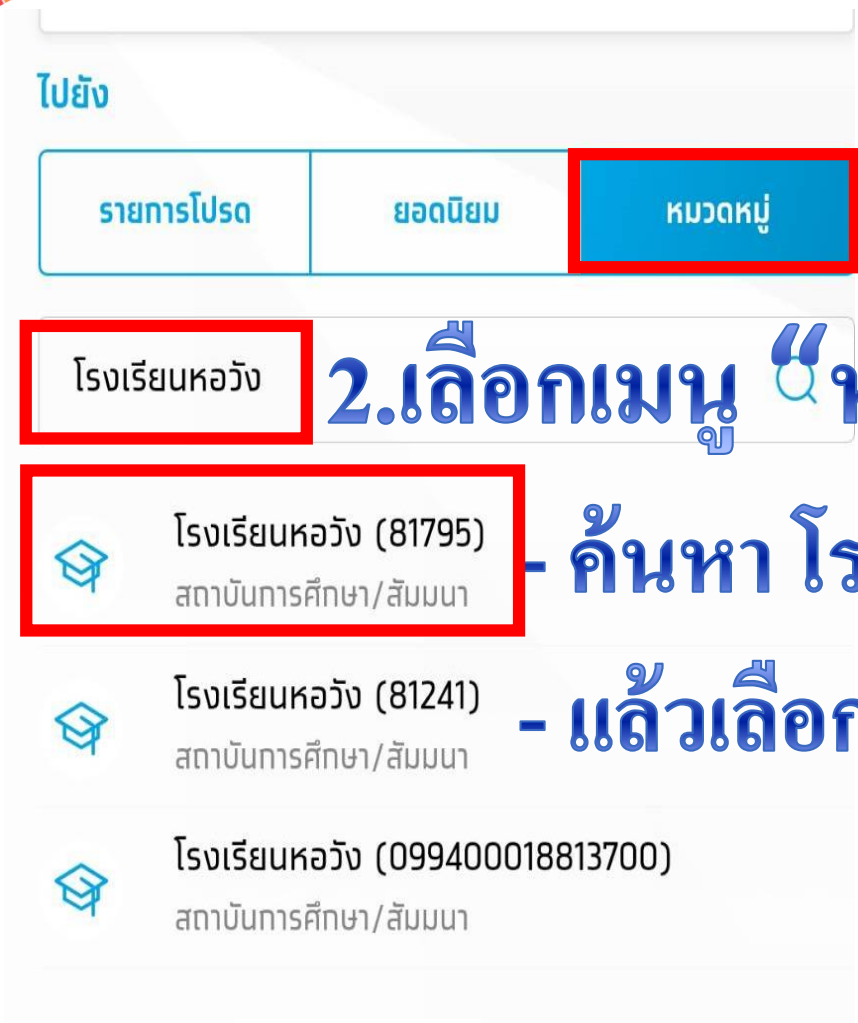 ไปยัง
รายการโปรด ยอดนิยม หมวดหมู่
โรงเรียนหอวัง
2.เลือกเมนู “ห
โรงเรียนหอวัง (81795)
สถาบันการศึกษา/สัมมนา
- ค้นหา โร
โรงเรียนหอวัง (81241)
สถาบันการศึกษา/สัมมนา
- แล้วเลือก
โรงเรียนหอวัง (099400018813700)
สถาบันการศึกษา/สัมมนา